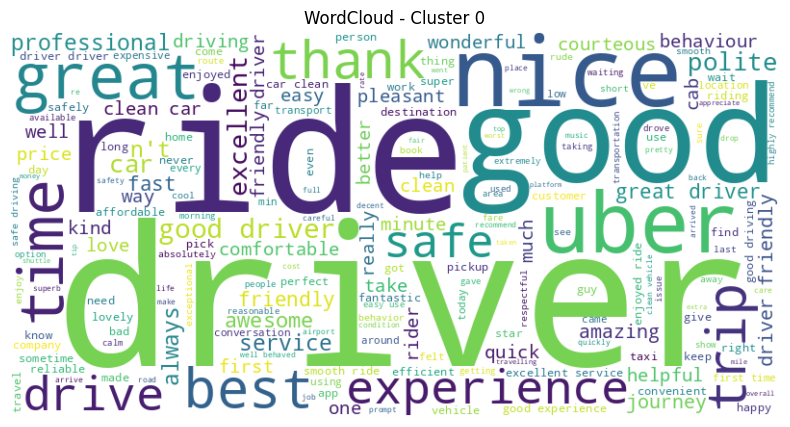 WordCloud - Cluster 0
professional driving
driver driver expensive
great
thank
person
come
route
enjoyed
re
safely
car clean
clean car
available
transport
easy
work
far
super
thing
went
wonderful
pleasant
nice
courteous
behaviour
smooth
rude
place
waiting
wrong
low
short
ve
polite
cab
wait
location
riding
appreciate
highly recommend
ride
good
excellent
friendly driver
well
n't
car
home
never
every
price
long
day
fast
way
safety
even
min
cool
affordable
morning
money
safe driving
time
kind
love
better
rate
destination
fair
book
help
full
careful
decent
clean
top
worst
music
taking
extremely
pretty
used
area
platform
patient
drove
use
transportation
sure
drop
back
great driver
customer
uber
safe
good driver
minute
really
comfortable
pick
absolutely
option
shuttle
tip
enjoy
superb
life
make
need
lovely
bad
know
company
sometime
reliable
calm
arrive
made
road
travel
always
people
perfect
cost
friendly
awesome
exceptional
reasonable
conversation
service
airport
behavior
condition
well behaved
first
around
using
app
job
driver
take
got
fantastic
easy use
today
gave
star
felt
efficient
rider
much
pickup
respectful
quick
guy
came
taxi
fare
recommend
see
find
last
arrived
good driving
away
enjoyed ride
clean vehicle
issue
give
amazing
keep
show
right
care
extra
trip
driver friendly
drive
best
experience
smooth ride
getting
travelling
excellent service
quickly
helpful
first time
mile
overall
convenient
journey
happy
one
vehicle
prompt
good experience
taken